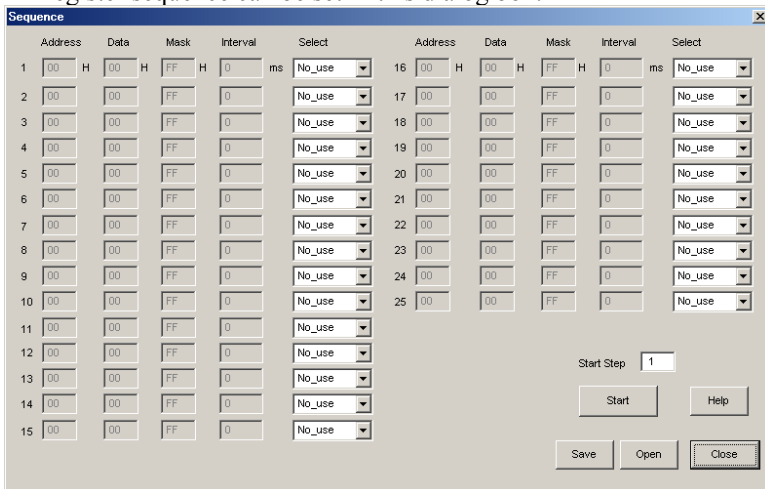 Sequence
Address Data Mask Interval Select Address Data Mask Interval Select
1 00 H 00 H FF H 0 ms No_use 16 00 H 00 H FF H 0 ms No_use
2 00 00 FF 0 No_use 17 00 00 FF 0 No_use
3 00 00 FF 0 No_use 18 00 00 FF 0 No_use
4 00 00 FF 0 No_use 19 00 00 FF 0 No_use
5 00 00 FF 0 No_use 20 00 00 FF 0 No_use
6 00 00 FF 0 No_use 21 00 00 FF 0 No_use
7 00 00 FF 0 No_use 22 00 00 FF 0 No_use
8 00 00 FF 0 No_use 23 00 00 FF 0 No_use
9 00 00 FF 0 No_use 24 00 00 FF 0 No_use
10 00 00 FF 0 No_use 25 00 00 FF 0 No_use
11 00 00 FF 0 No_use
12 00 00 FF 0 No_use
Start Step 1
13 00 00 FF 0 No_use
14 00 00 FF 0 No_use Start Help
15 00 00 FF 0 No_use
Save Open Close